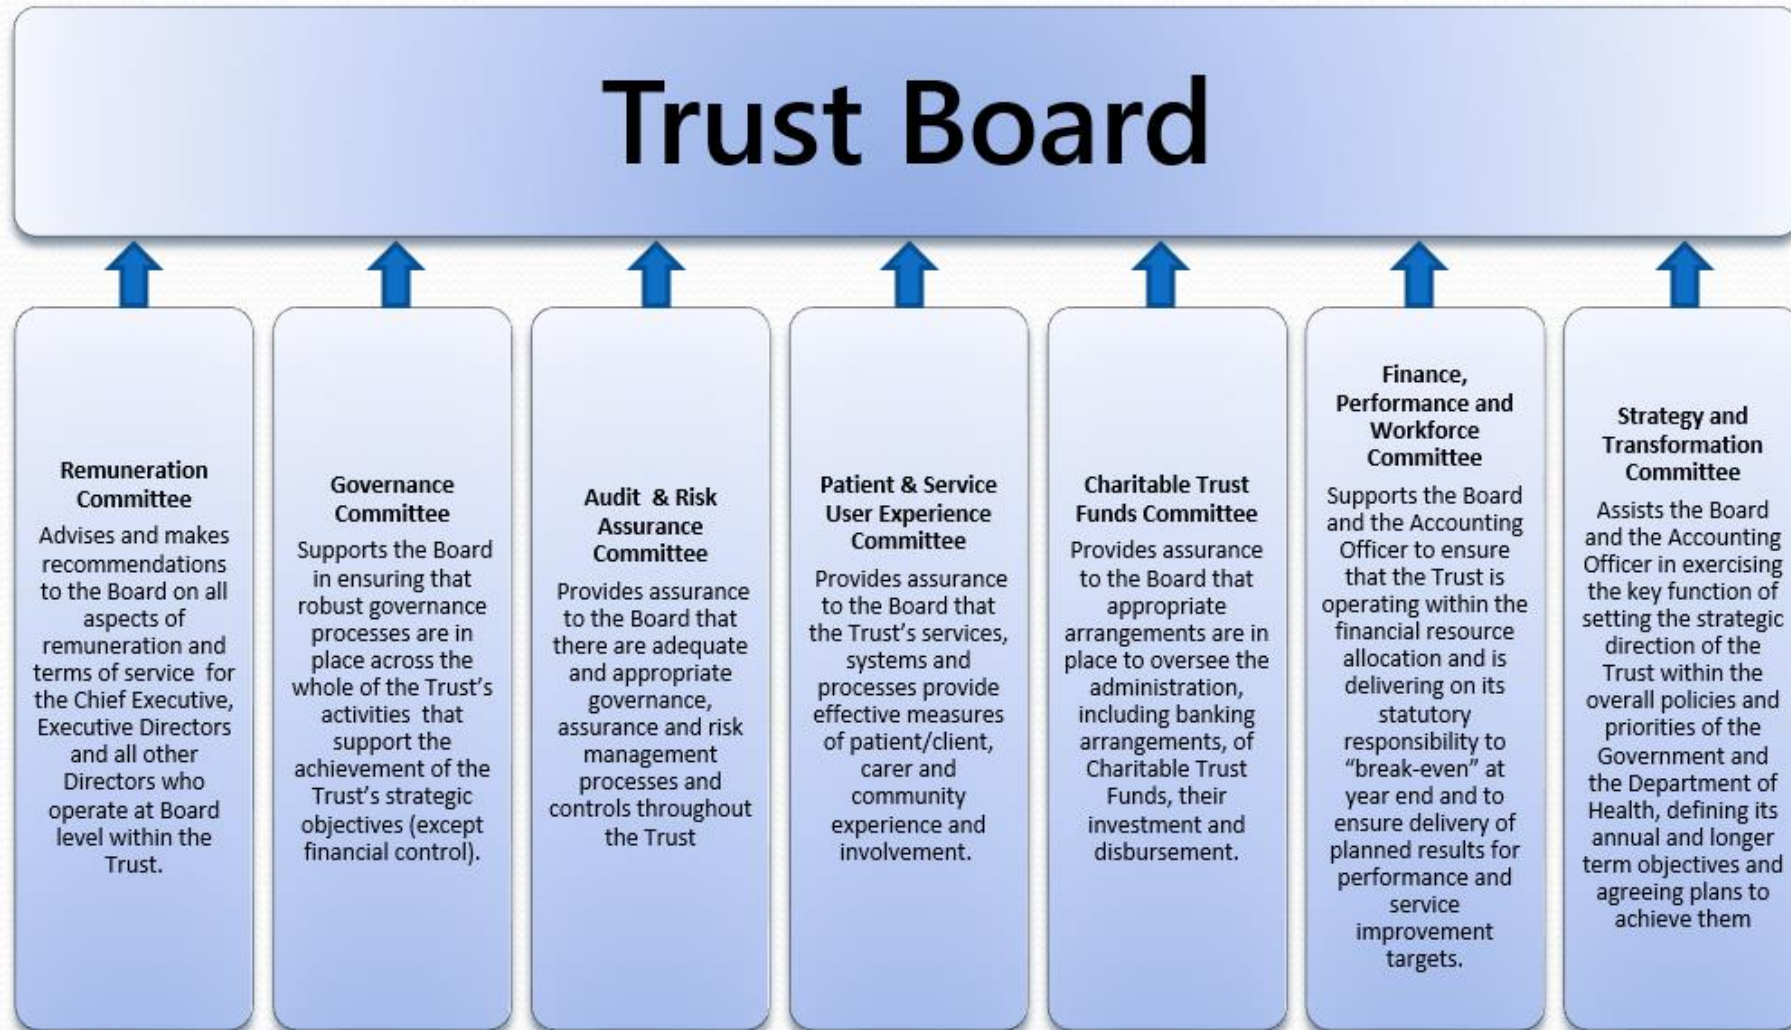 Trust Board
Remuneration
Committee
Advises and makes
recommendations
to the Board on all
aspects of
remuneration and
terms of service for
the Chief Executive,
Executive Directors
and all other
Directors who
operate at Board
level within the
Trust.
Governance
Committee
Supports the Board
in ensuring that
robust governance
processes are in
place across the
whole of the Trust’s
activities that
support the
achievement of the
Trust’s strategic
objectives (except
financial control).
Audit & Risk
Assurance
Committee
Provides assurance
to the Board that
there are adequate
and appropriate
governance,
assurance and risk
management
processes and
controls throughout
the Trust
Patient & Service
User Experience
Committee
Provides assurance
to the Board that
the Trust’s services,
systems and
processes provide
effective measures
of patient/client,
carer and
community
experience and
involvement.
Charitable Trust
Funds Committee
Provides assurance
to the Board that
appropriate
arrangements are in
place to oversee the
administration,
including banking
arrangements, of
Charitable Trust
Funds, their
investment and
disbursement.
Finance,
Performance and
Workforce
Committee
Supports the Board
and the Accounting
Officer to ensure
that the Trust is
operating within the
financial resource
allocation and is
delivering on its
statutory
responsibility to
“break-even” at
year end and to
ensure delivery of
planned results for
performance and
service
improvement
targets.
Strategy and
Transformation
Committee
Assists the Board
and the Accounting
Officer in exercising
the key function of
setting the strategic
direction of the
Trust within the
overall policies and
priorities of the
Government and
the Department of
Health, defining its
annual and longer
term objectives and
agreeing plans to
achieve them